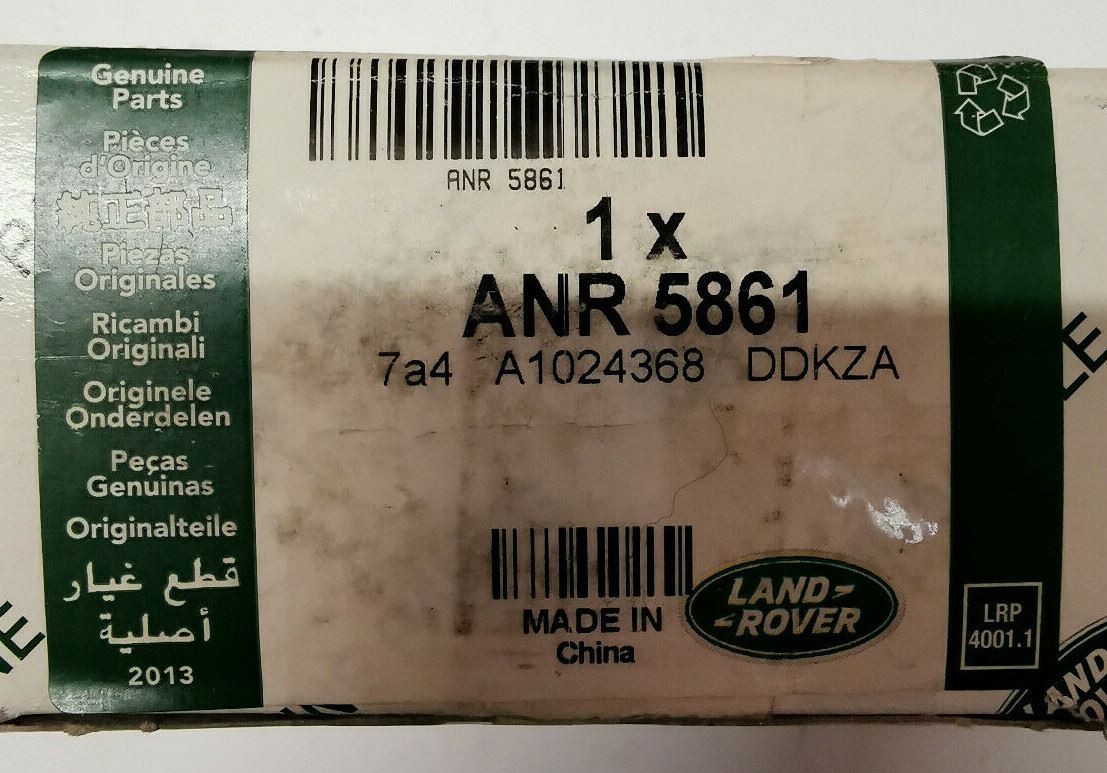 Genuine
Parts
Pièces
d'Origine
純正部品
Piezas
Originales
Ricambi
Originali
Originele
Onderdelen
Peças
Genuinas
Originalteile
قطع غيار
أصلية
2013
ANR 5861
1 x
ANR 5861
7a4 A1024368 DDKZA
MADE IN
China
LAND-
-ROVER
LRP
4001.1